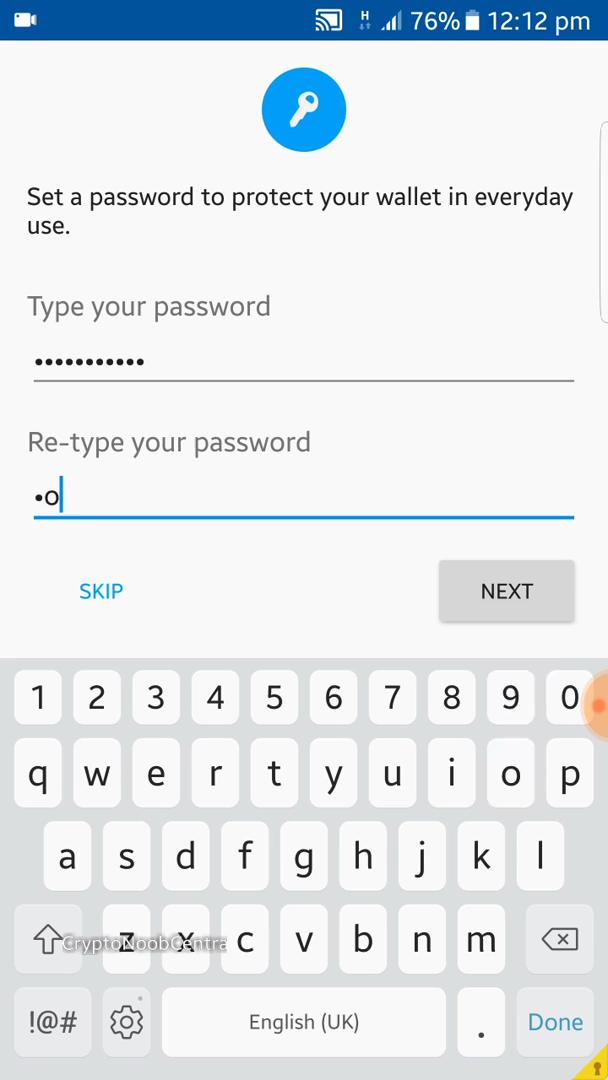 H 76% 12:12 pm
Set a password to protect your wallet in everyday
use.
Type your password
•••••••••••
Re-type your password
•o
SKIP NEXT
1 2 3 4 5 6 7 8 9 0
q w e r t y u i o p
a s d f g h j k l
z x c v b n m
CryptoNoobCentra
!@# English (UK) . Done